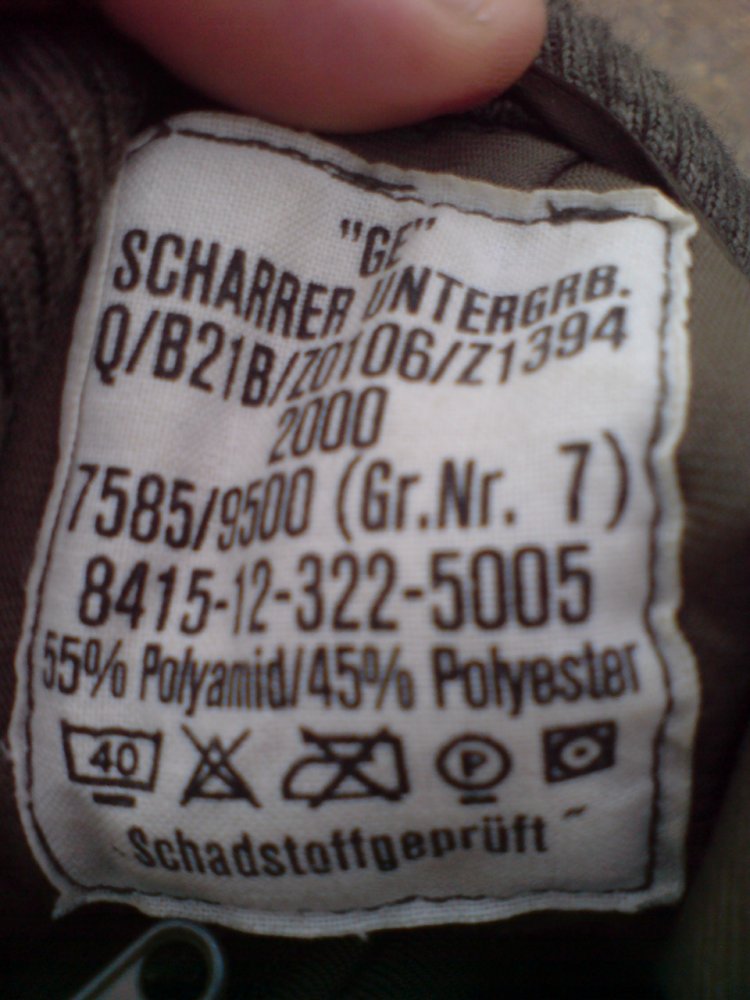 "GE"
SCHARRER UNTERGRB.
Q/B21B/Z0106/Z1394
2000
7585/9500 (Gr.Nr. 7)
8415-12-322-5005
55% Polyamid/45% Polyester
40 P
Schadstoffgeprüft